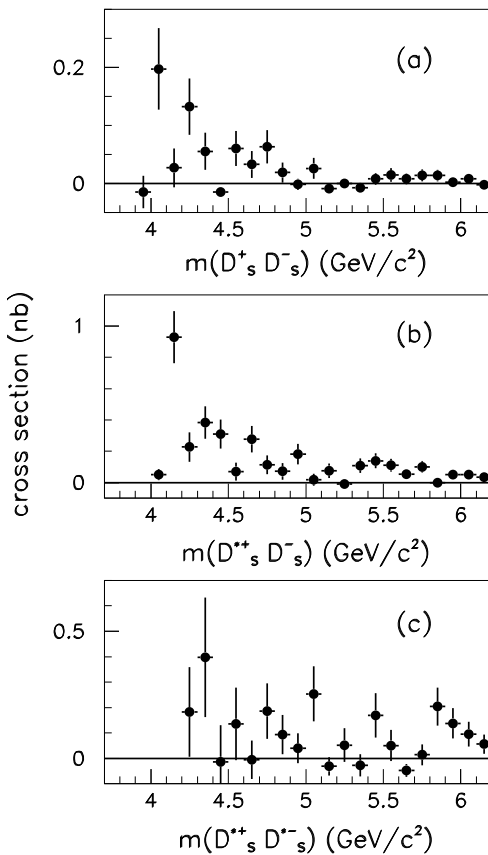 (a)
0.2
0
4 4.5 5 5.5 6
m(D⁺ₛ D⁻ₛ) (GeV/c²)
cross section (nb)
(b)
1
0
4 4.5 5 5.5 6
m(D*⁺ₛ D⁻ₛ) (GeV/c²)
(c)
0.5
0
4 4.5 5 5.5 6
m(D*⁺ₛ D*⁻ₛ) (GeV/c²)